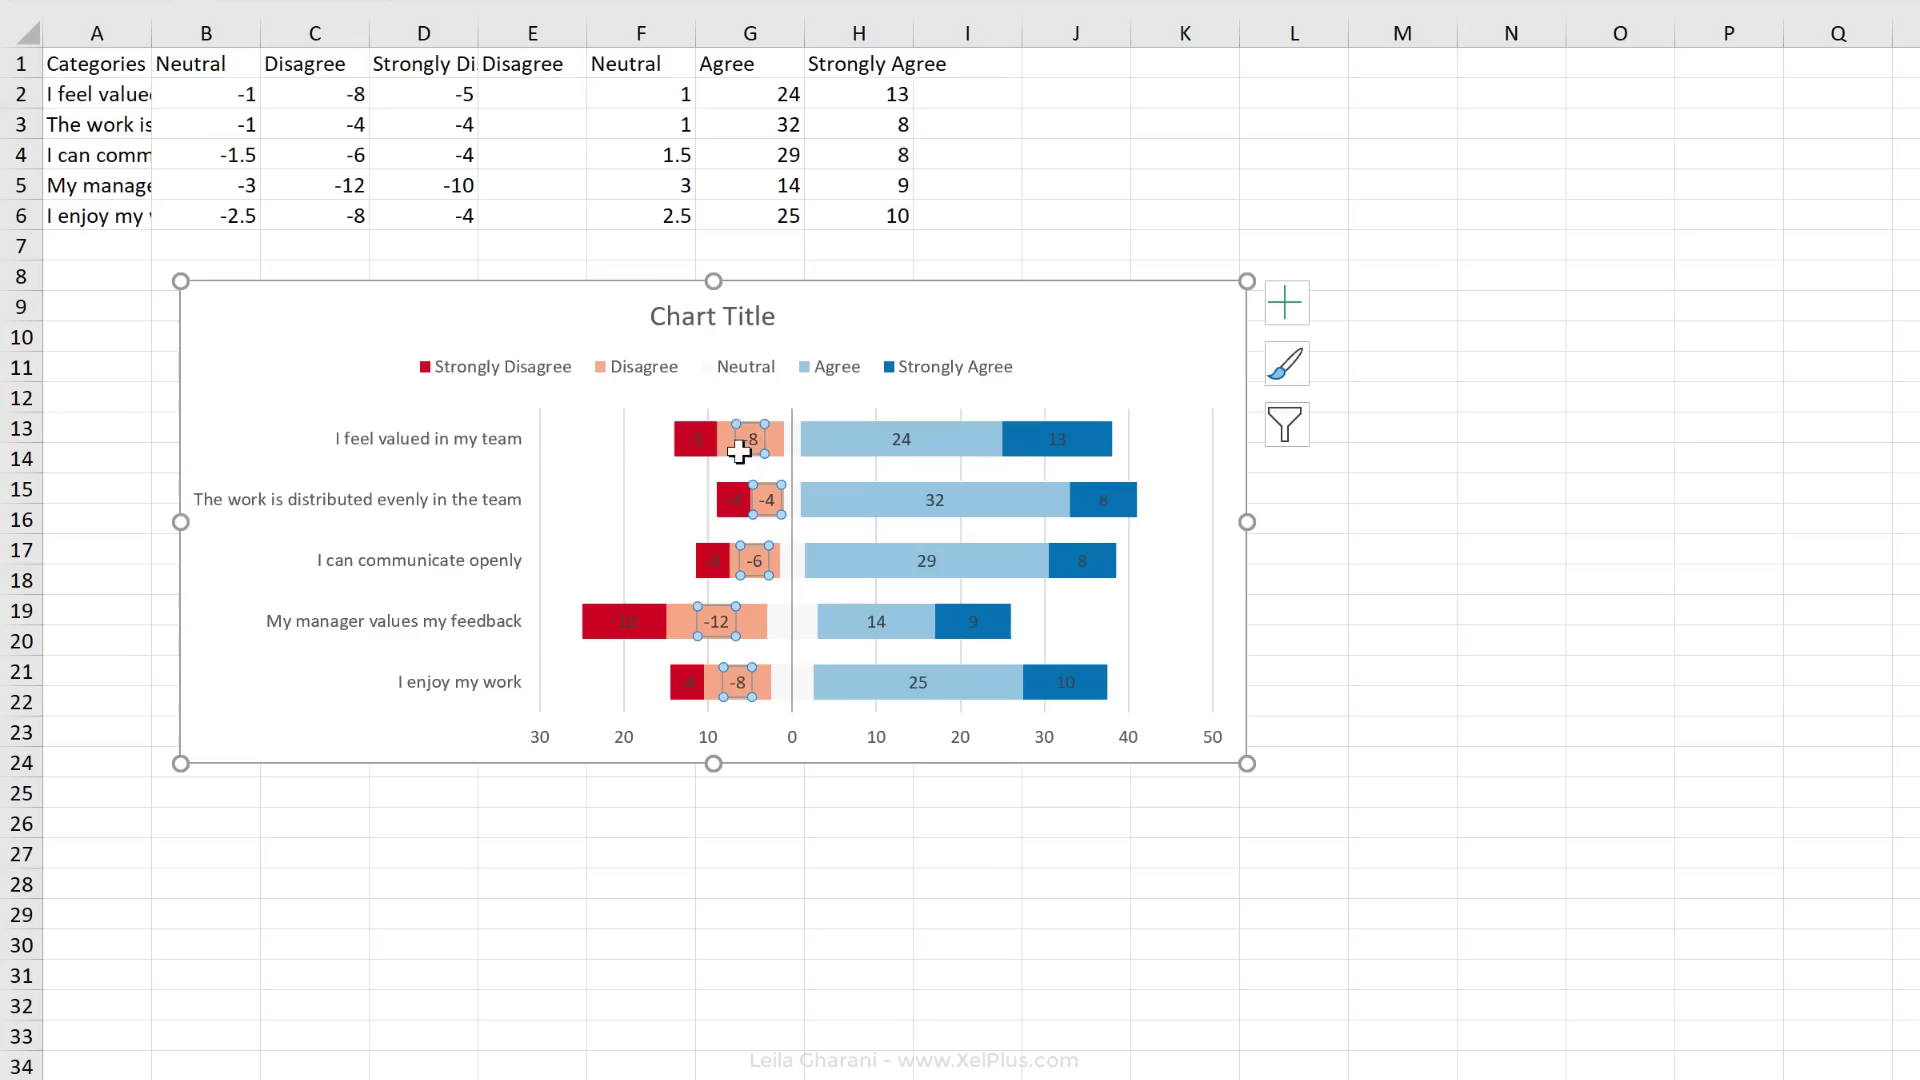 A B C D E F G H I J K L M N O P Q
1 Categories Neutral Disagree Strongly Di Disagree Neutral Agree Strongly Agree
2 I feel value -1 -8 -5 1 24 13
3 The work is -1 -4 -4 1 32 8
4 I can comm -1.5 -6 -4 1.5 29 8
5 My manage -3 -12 -10 3 14 9
6 I enjoy my -2.5 -8 -4 2.5 25 10
7
8
9
10
11
12
13
14
15
16
17
18
19
20
21
22
23
24
25
26
27
28
29
30
31
32
33
34
Chart Title
Strongly Disagree Disagree Neutral Agree Strongly Agree
I feel valued in my team -5 -8 24 13
The work is distributed evenly in the team -4 -4 32 8
I can communicate openly -4 -6 29 8
My manager values my feedback -10 -12 14 9
I enjoy my work -4 -8 25 10
30 20 10 0 10 20 30 40 50
Leila Gharani - www.XelPlus.com